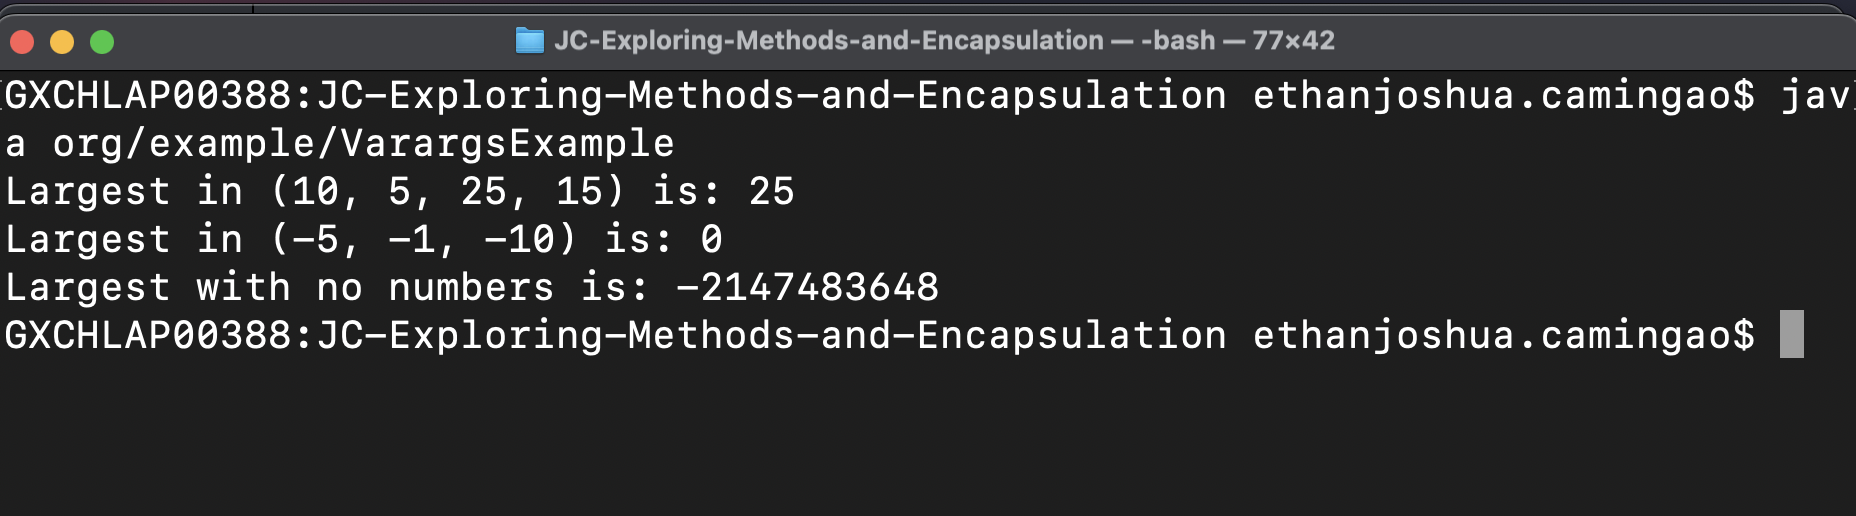 JC-Exploring-Methods-and-Encapsulation — -bash — 77×42
GXCHLAP00388:JC-Exploring-Methods-and-Encapsulation ethanjoshua.camingao$ jav
a org/example/VarargsExample
Largest in (10, 5, 25, 15) is: 25
Largest in (-5, -1, -10) is: 0
Largest with no numbers is: -2147483648
GXCHLAP00388:JC-Exploring-Methods-and-Encapsulation ethanjoshua.camingao$